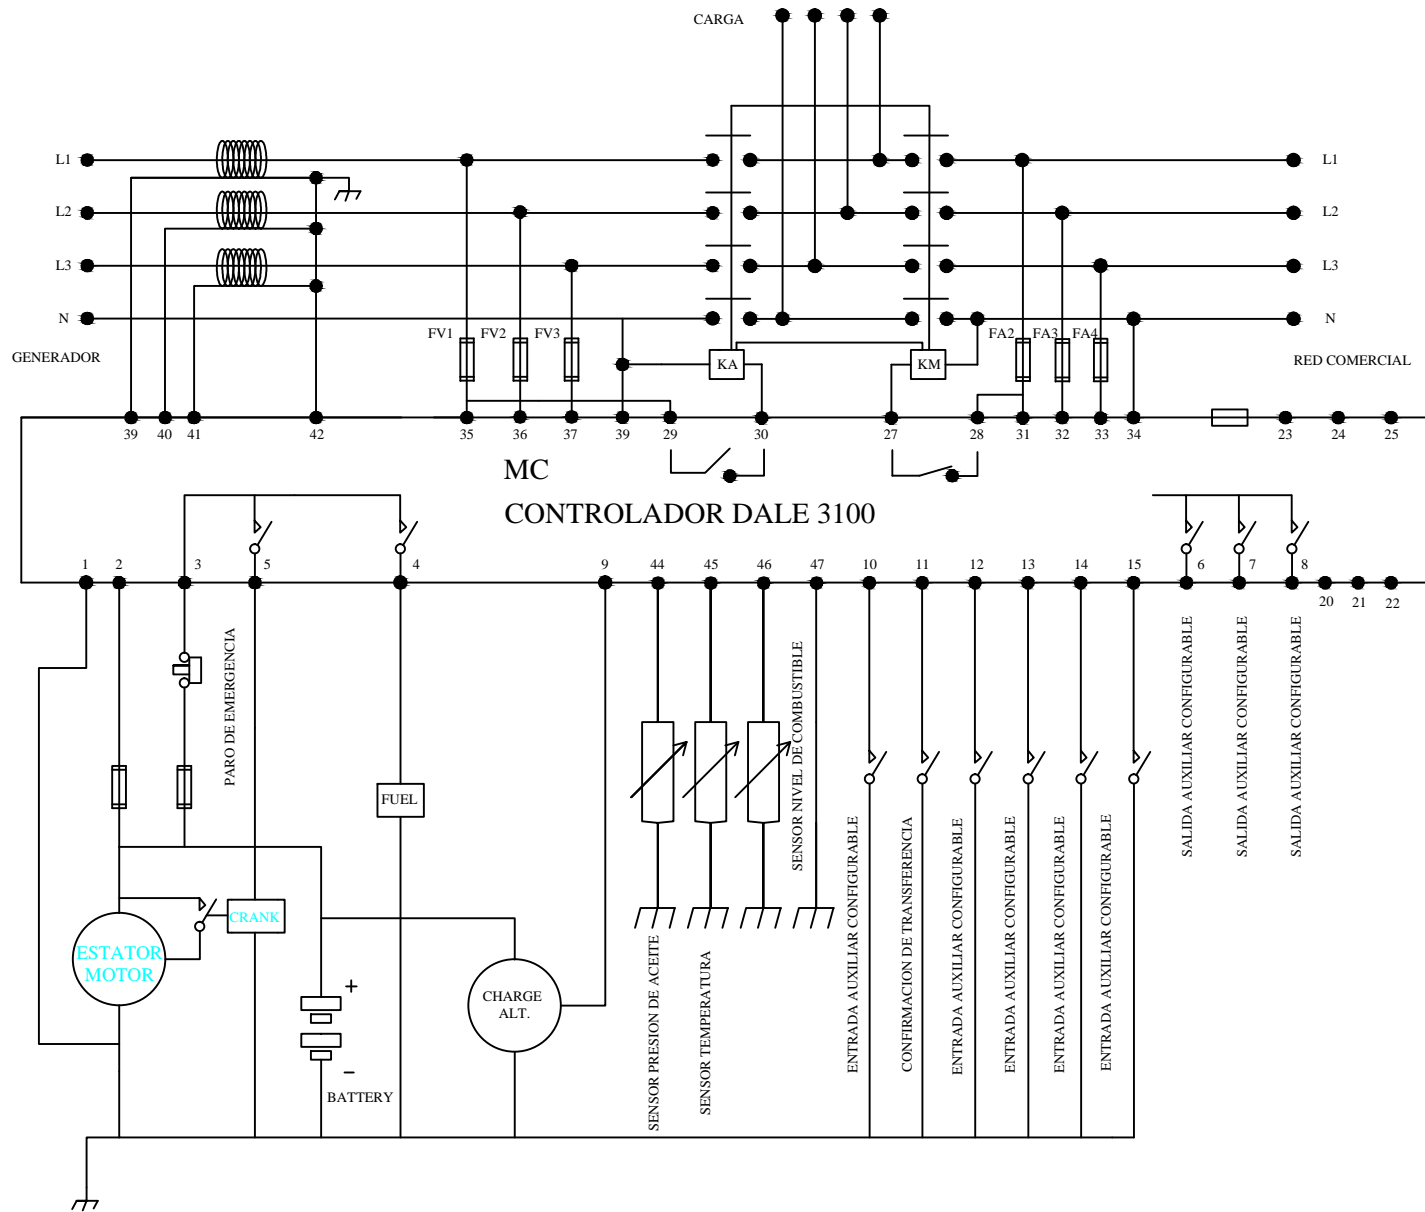 CARGA
L1
L1
L2
L2
L3
L3
N
N
FV1
FV2
FV3
FA2
FA3
FA4
GENERADOR
KA
KM
RED COMERCIAL
39
40
41
42
35
36
37
39
29
30
27
28
31
32
33
34
23
24
25
MC
CONTROLADOR DALE 3100
1
2
3
5
4
9
44
45
46
47
10
11
12
13
14
15
6
7
8
20
21
22
PARO DE EMERGENCIA
FUEL
CRANK
ESTATOR
MOTOR
+
−
BATTERY
CHARGE
ALT.
SENSOR PRESION DE ACEITE
SENSOR TEMPERATURA
SENSOR NIVEL DE COMBUSTIBLE
ENTRADA AUXILIAR CONFIGURABLE
CONFIRMACION DE TRANSFERENCIA
ENTRADA AUXILIAR CONFIGURABLE
ENTRADA AUXILIAR CONFIGURABLE
ENTRADA AUXILIAR CONFIGURABLE
ENTRADA AUXILIAR CONFIGURABLE
SALIDA AUXILIAR CONFIGURABLE
SALIDA AUXILIAR CONFIGURABLE
SALIDA AUXILIAR CONFIGURABLE